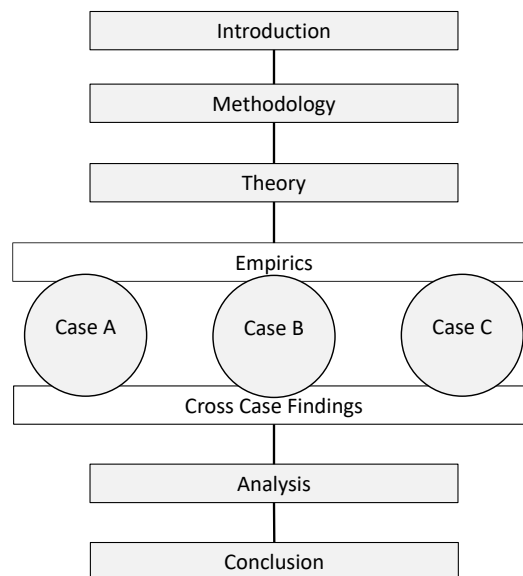 Introduction
Methodology
Theory
Empirics
Case A
Case B
Case C
Cross Case Findings
Analysis
Conclusion